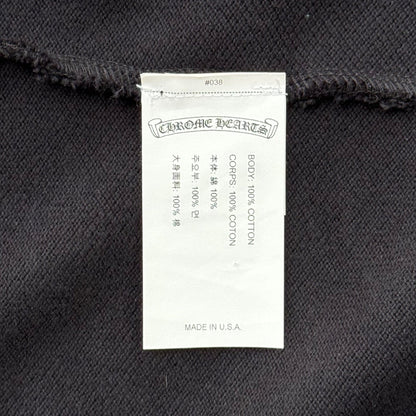 #038
CHROME HEARTS
BODY: 100% COTTON
CORPS: 100% COTON
本体: 綿 100%
주요부: 100% 면
大身面料: 100% 棉
MADE IN U.S.A.